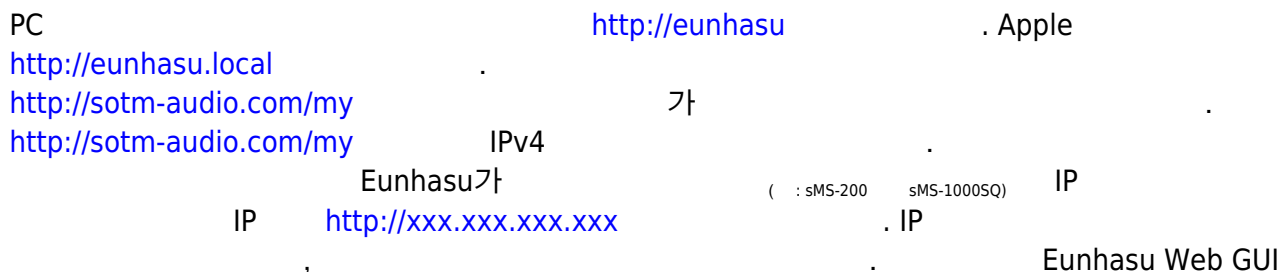 PC http://eunhasu . Apple
http://eunhasu.local .
http://sotm-audio.com/my 가 .
http://sotm-audio.com/my IPv4 .
Eunhasu가 ( : sMS-200 sMS-1000SQ) IP
IP http://xxx.xxx.xxx.xxx . IP
, . Eunhasu Web GUI